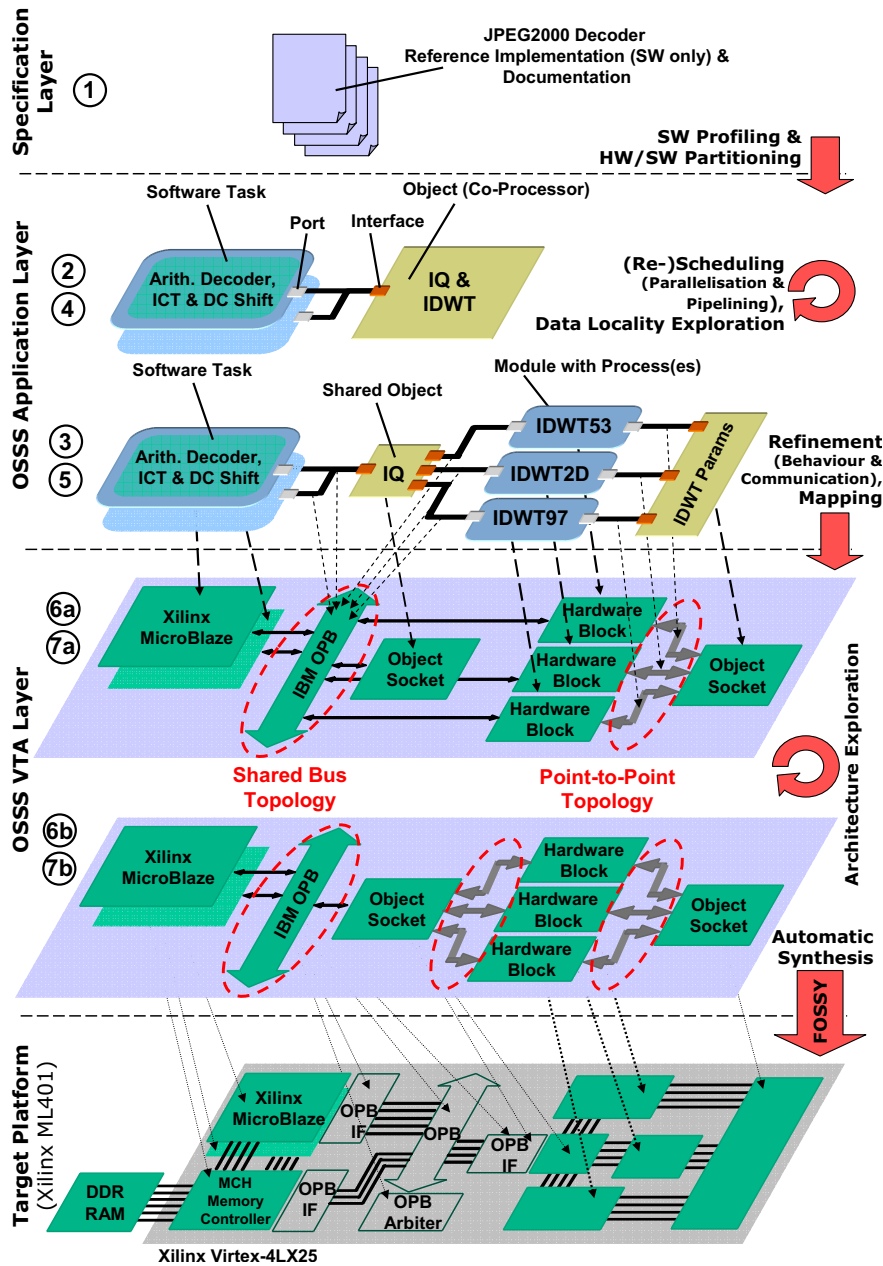 Specification
Layer
1
JPEG2000 Decoder
Reference Implementation (SW only) &
Documentation
SW Profiling &
HW/SW Partitioning
OSSS Application Layer
Software Task
Object (Co-Processor)
Port
Interface
2
4
Arith. Decoder,
ICT & DC Shift
IQ &
IDWT
(Re-)Scheduling
(Parallelisation &
Pipelining),
Data Locality Exploration
Software Task
Shared Object
Module with Process(es)
3
5
Arith. Decoder,
ICT & DC Shift
IQ
IDWT53
IDWT2D
IDWT97
IDWT Params
Refinement
(Behaviour &
Communication),
Mapping
OSSS VTA Layer
6a
7a
Xilinx
MicroBlaze
IBM OPB
Object
Socket
Hardware
Block
Hardware
Block
Hardware
Block
Object
Socket
Shared Bus
Topology
Point-to-Point
Topology
Architecture Exploration
6b
7b
Xilinx
MicroBlaze
IBM OPB
Object
Socket
Hardware
Block
Hardware
Block
Hardware
Block
Object
Socket
Automatic
Synthesis
FOSSY
Target Platform
(Xilinx ML401)
Xilinx
MicroBlaze
OPB
IF
OPB
OPB
IF
DDR
RAM
MCH
Memory
Controller
OPB
IF
OPB
Arbiter
Xilinx Virtex-4LX25